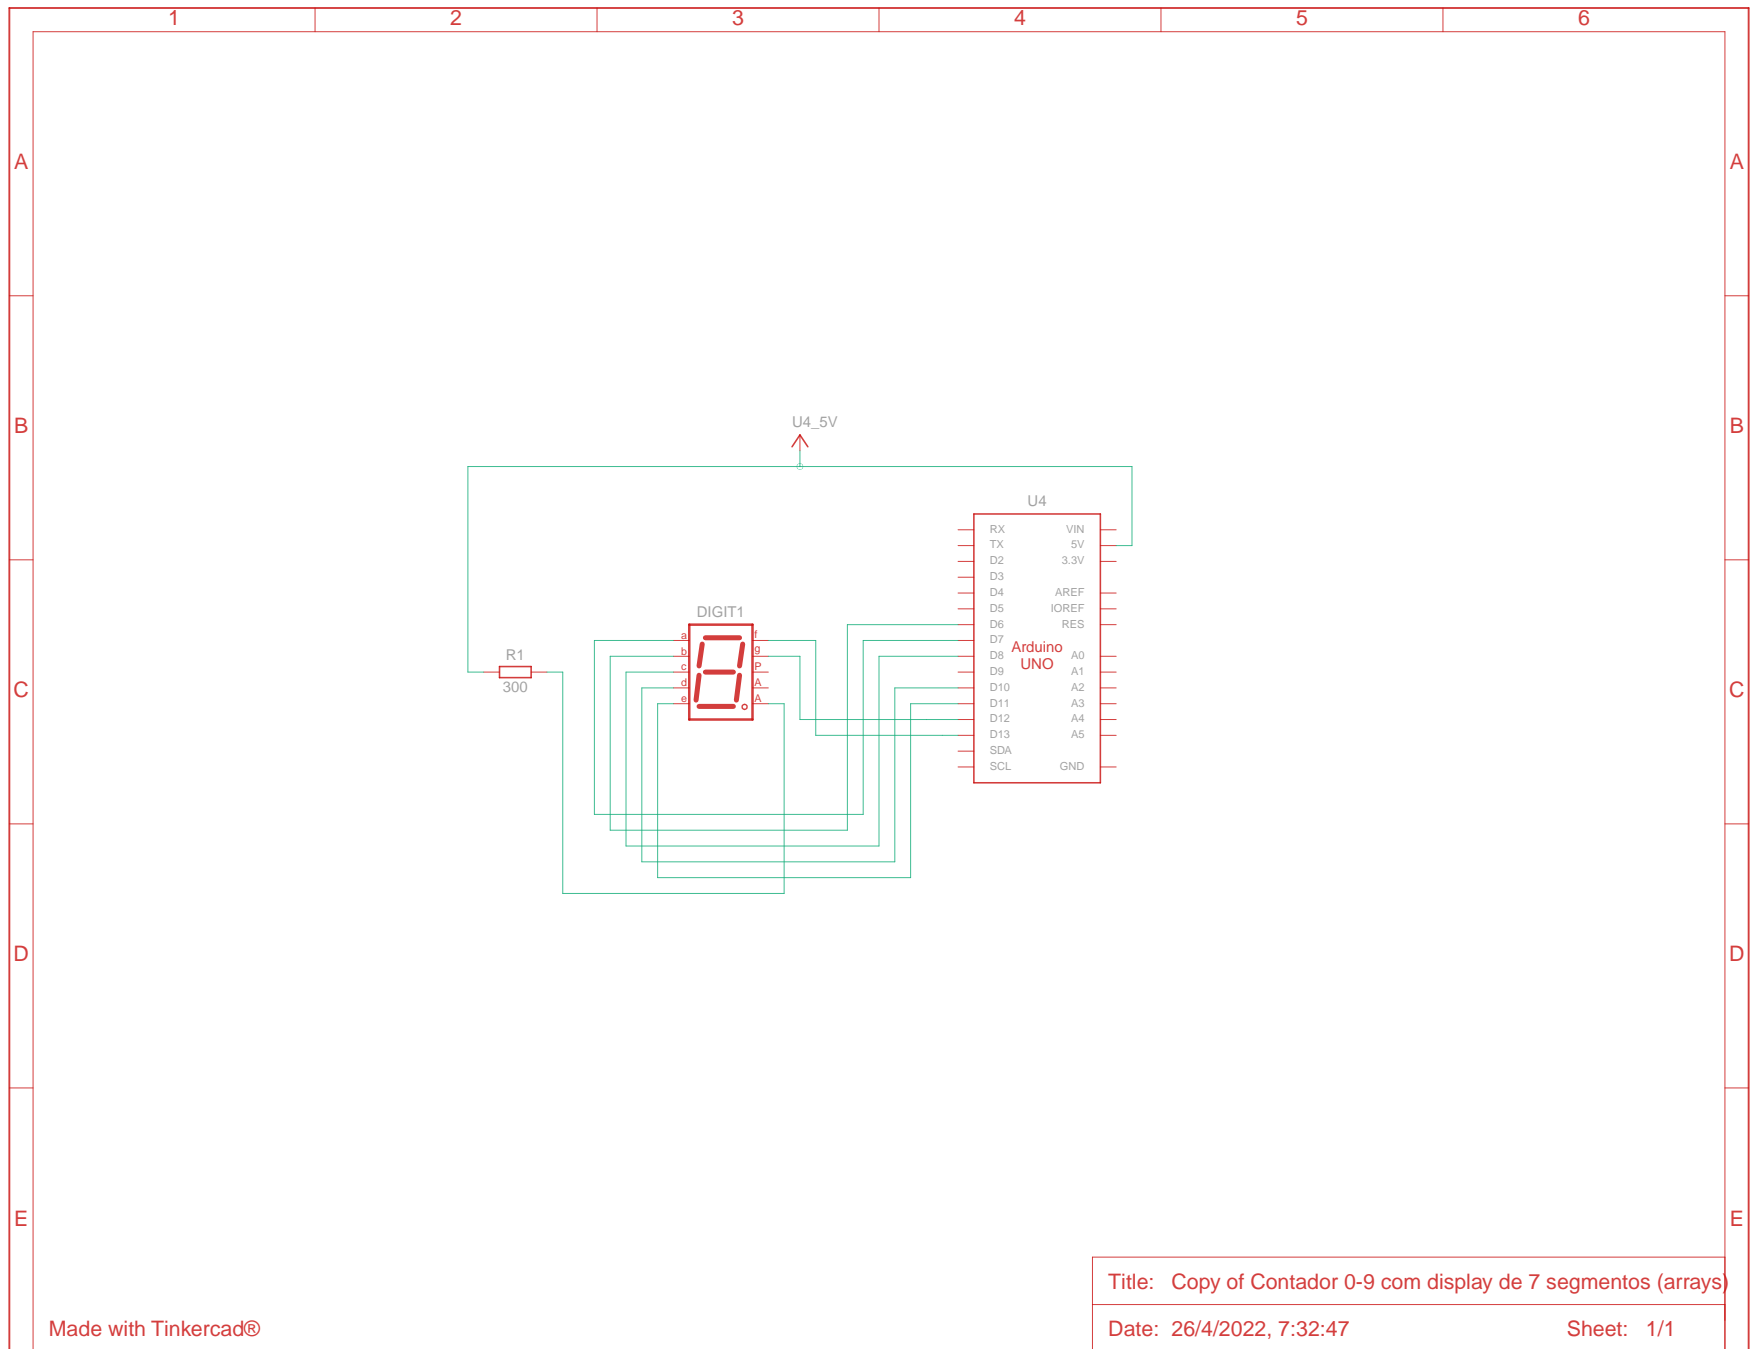 1 2 3 4 5 6
A A
B B
U4_5V
U4
RX VIN
TX 5V
D2 3.3V
D3
D4 AREF
D5 IOREF
D6 RES
D7
Arduino
UNO
D8 A0
D9 A1
D10 A2
D11 A3
D12 A4
D13 A5
SDA
SCL GND
DIGIT1
a f
b g
c P
d A
e A
R1
300
C C
D D
E E
Title: Copy of Contador 0-9 com display de 7 segmentos (arrays)
Made with Tinkercad®
Date: 26/4/2022, 7:32:47 Sheet: 1/1